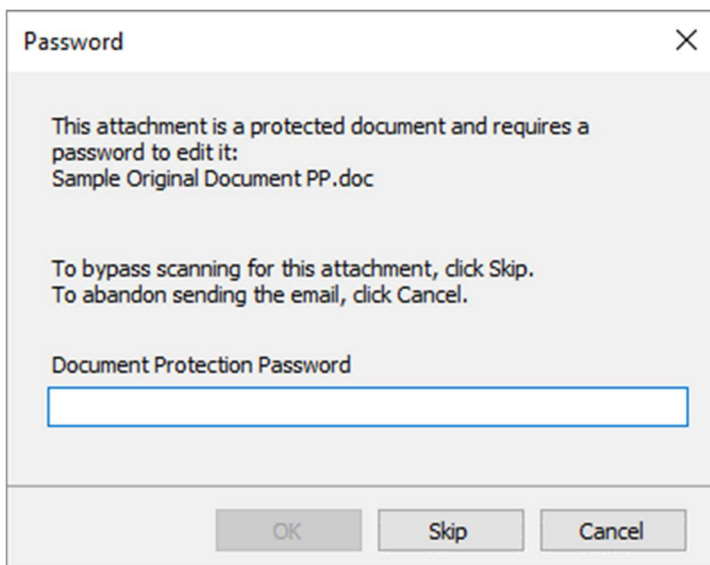 Password
This attachment is a protected document and requires a
password to edit it:
Sample Original Document PP.doc
To bypass scanning for this attachment, click Skip.
To abandon sending the email, click Cancel.
Document Protection Password
OK
Skip
Cancel